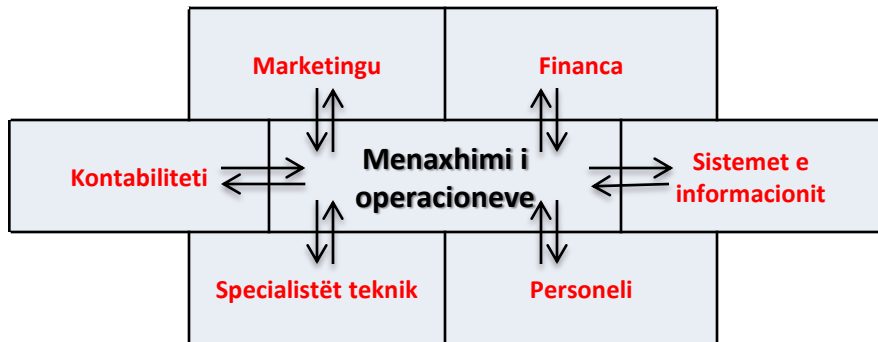 Marketingu
Financa
Kontabiliteti
Menaxhimi i
operacioneve
Sistemet e
informacionit
Specialistët teknik
Personeli